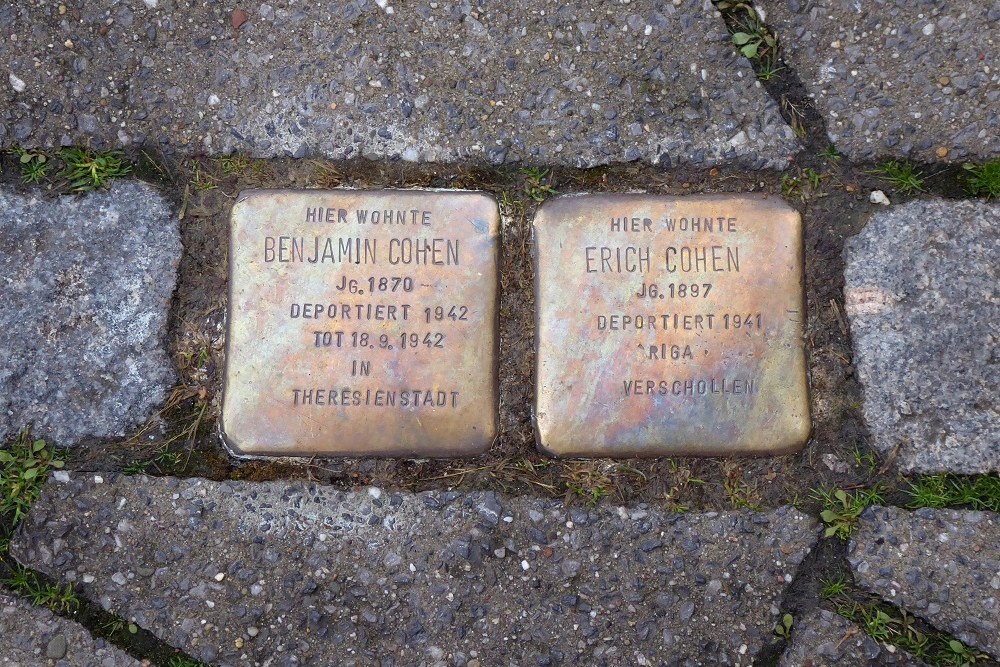 HIER WOHNTE
BENJAMIN COHEN
JG. 1870
DEPORTIERT 1942
TOT 18.9.1942
IN
THERESIENSTADT
HIER WOHNTE
ERICH COHEN
JG. 1897
DEPORTIERT 1941
RIGA
VERSCHOLLEN